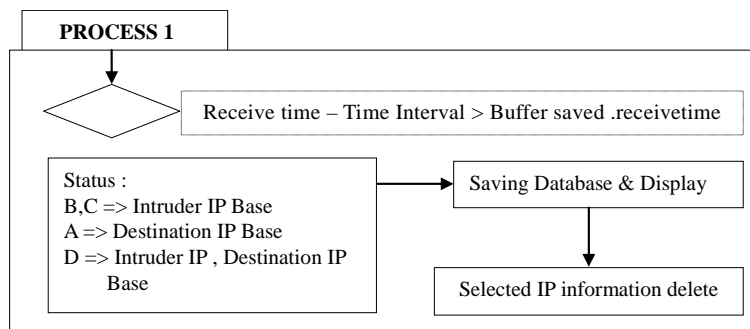 PROCESS 1
Receive time – Time Interval > Buffer saved .receivetime
Status :
B,C => Intruder IP Base
A => Destination IP Base
D => Intruder IP , Destination IP
Base
Saving Database & Display
Selected IP information delete